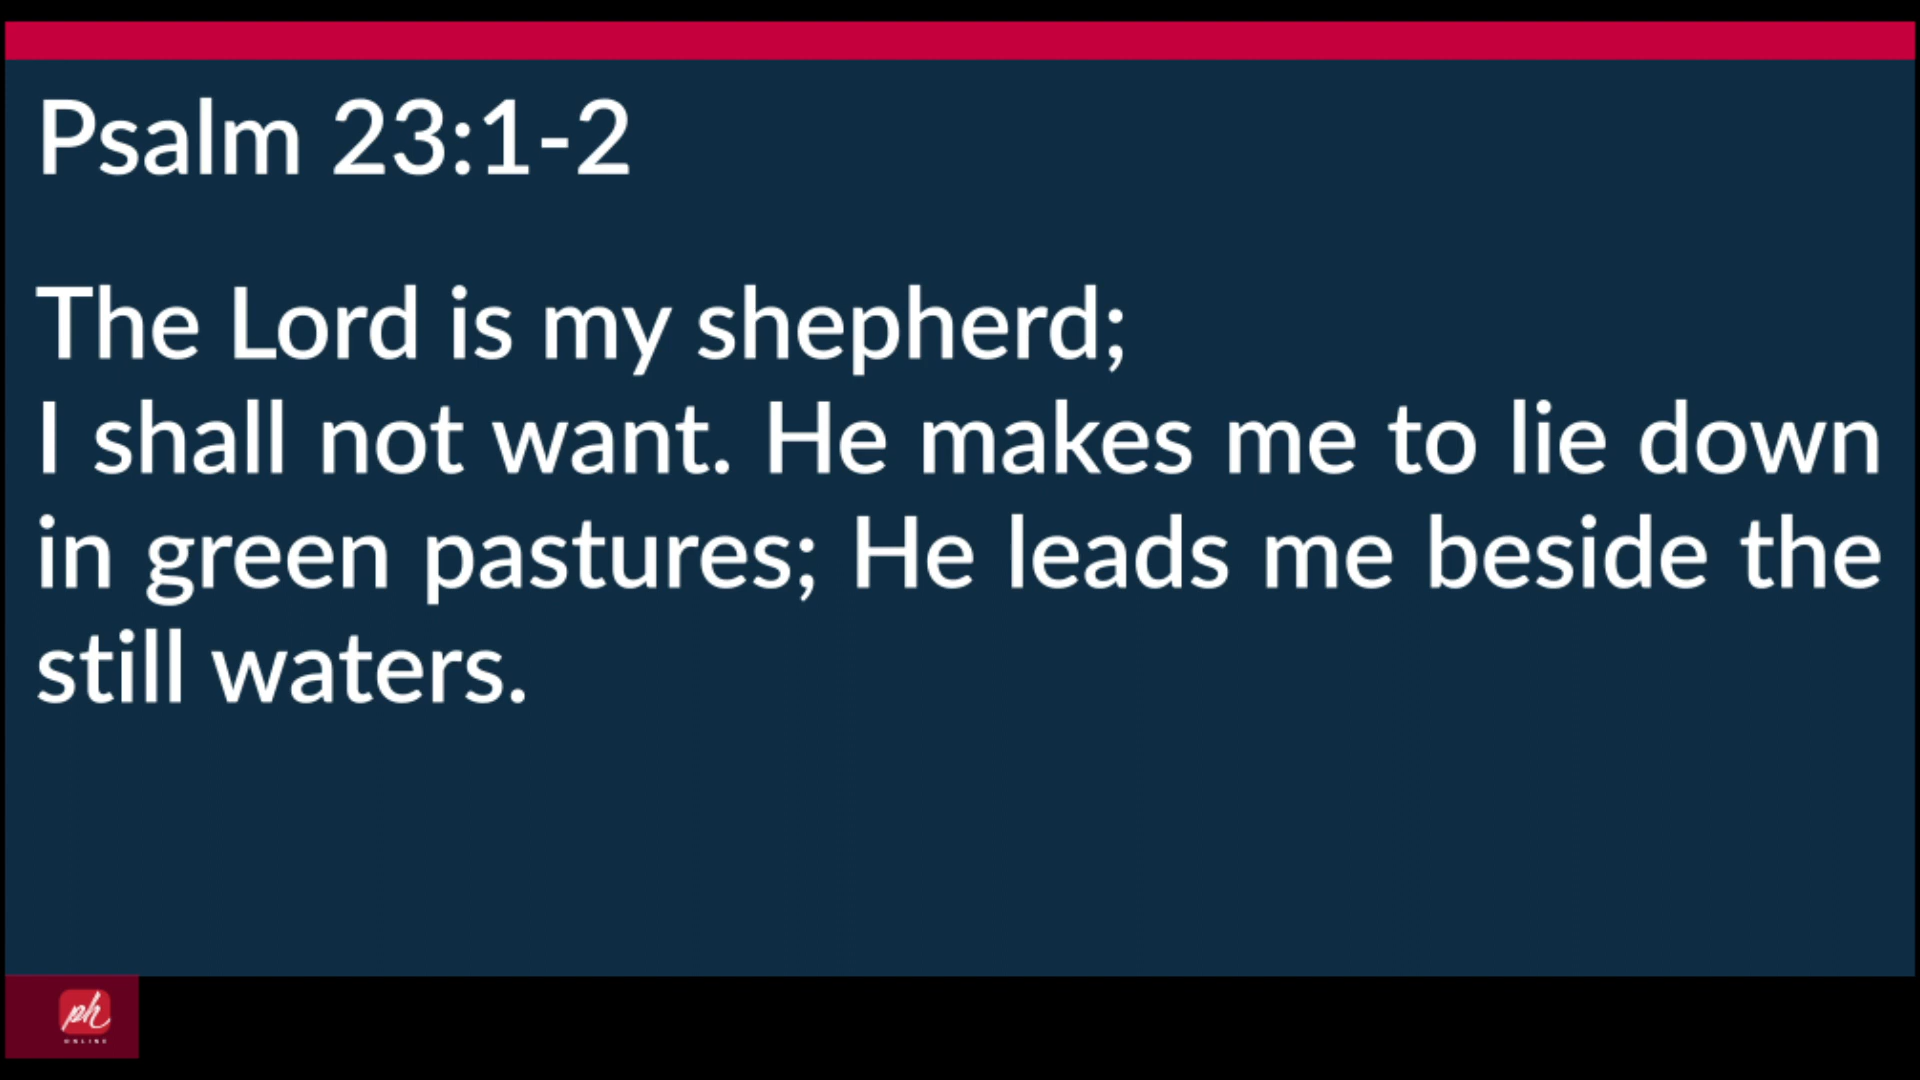 Psalm 23:1-2
The Lord is my shepherd;
I shall not want. He makes me to lie down
in green pastures; He leads me beside the
still waters.
ph
ONLINE